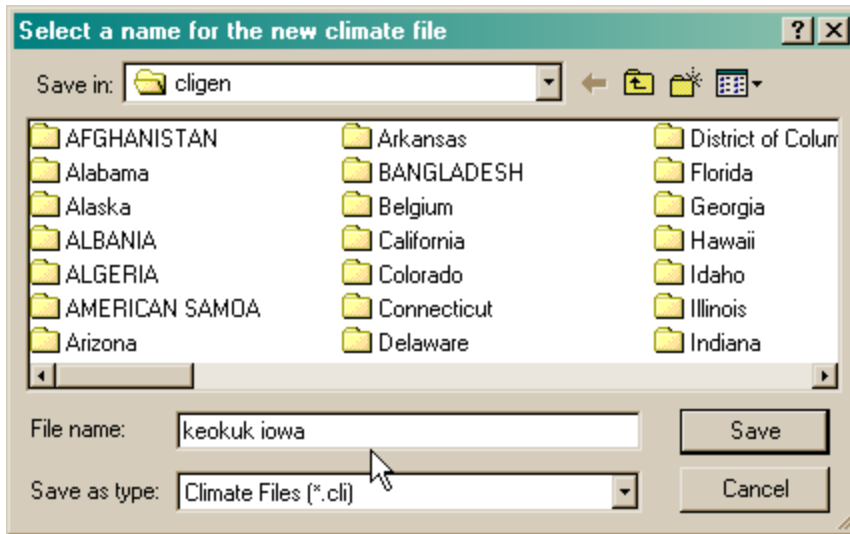 Select a name for the new climate file
Save in: cligen
AFGHANISTAN
Alabama
Alaska
ALBANIA
ALGERIA
AMERICAN SAMOA
Arizona
Arkansas
BANGLADESH
Belgium
California
Colorado
Connecticut
Delaware
District of Colum
Florida
Georgia
Hawaii
Idaho
Illinois
Indiana
File name: keokuk iowa
Save
Save as type: Climate Files (*.cli)
Cancel